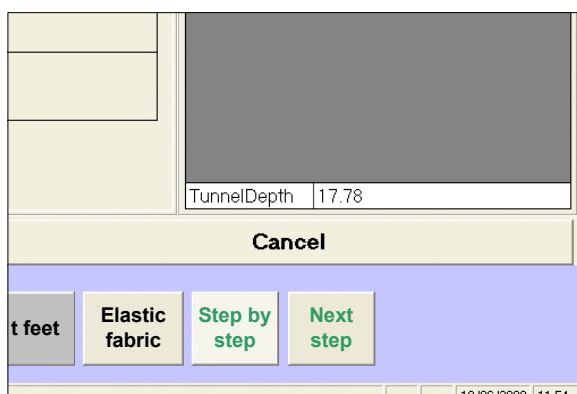 TunnelDepth 17.78
Cancel
t feet
Elastic
fabric
Step by
step
Next
step